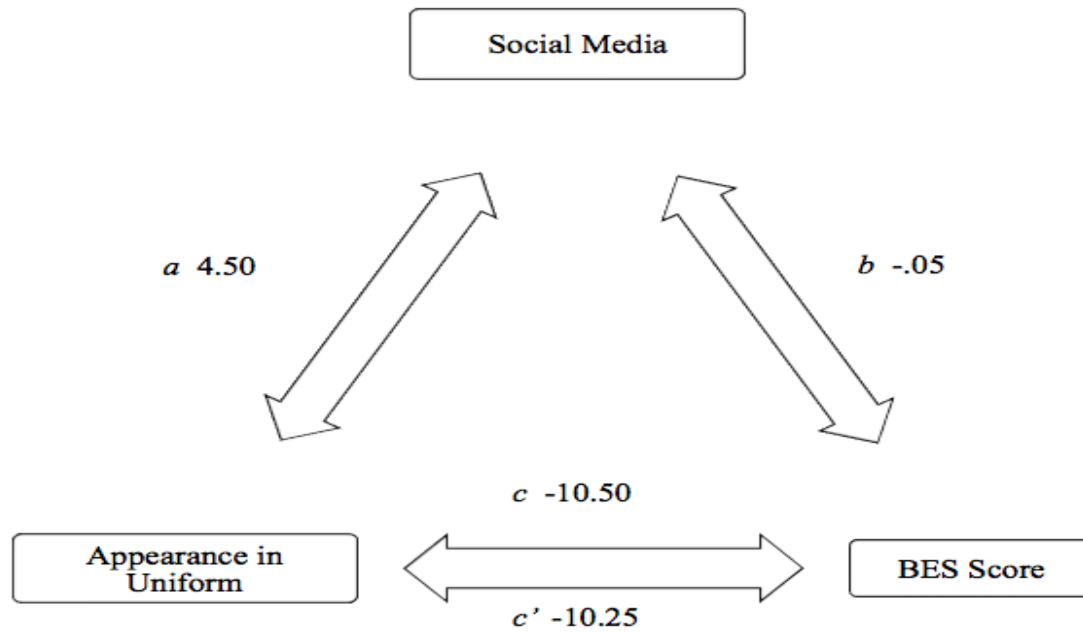 Social Media
a 4.50
b -.05
c -10.50
Appearance in
Uniform
BES Score
c’ -10.25